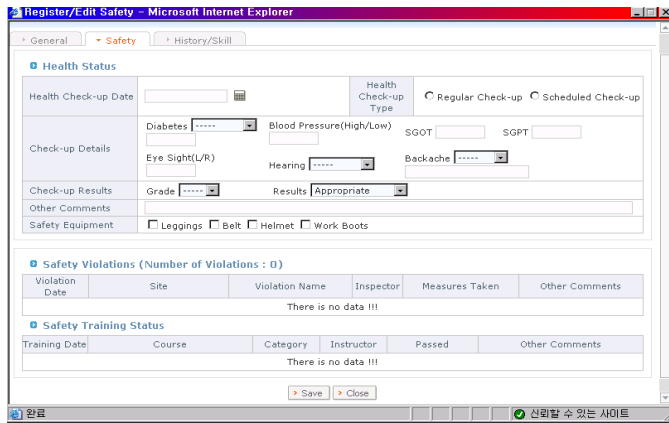 Register/Edit Safety - Microsoft Internet Explorer
General Safety History/Skill
Health Status
Health Check-up Date
Health Check-up Type
Regular Check-up Scheduled Check-up
Check-up Details
Diabetes ----- Blood Pressure(High/Low) SGOT SGPT
Eye Sight(L/R) Hearing ----- Backache -----
Check-up Results Grade ----- Results Appropriate
Other Comments
Safety Equipment Leggings Belt Helmet Work Boots
Safety Violations (Number of Violations : 0)
Violation Date Site Violation Name Inspector Measures Taken Other Comments
There is no data !!!
Safety Training Status
Training Date Course Category Instructor Passed Other Comments
There is no data !!!
Save Close
완료 신뢰할 수 있는 사이트